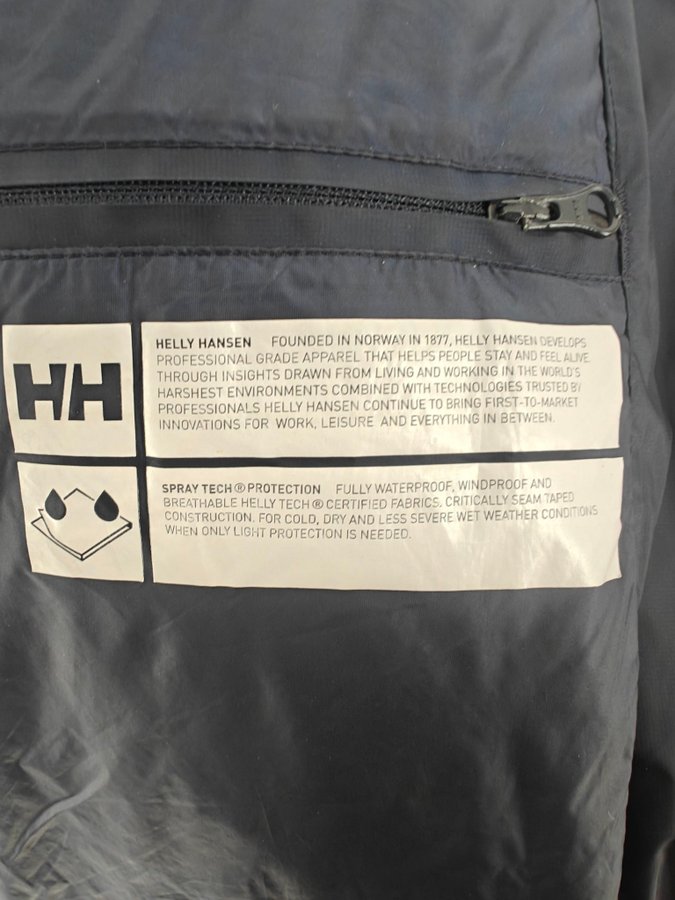 HELLY HANSEN FOUNDED IN NORWAY IN 1877, HELLY HANSEN DEVELOPS
PROFESSIONAL GRADE APPAREL THAT HELPS PEOPLE STAY AND FEEL ALIVE.
THROUGH INSIGHTS DRAWN FROM LIVING AND WORKING IN THE WORLD'S
HARSHEST ENVIRONMENTS COMBINED WITH TECHNOLOGIES TRUSTED BY
PROFESSIONALS HELLY HANSEN CONTINUE TO BRING FIRST-TO-MARKET
INNOVATIONS FOR WORK, LEISURE AND EVERYTHING IN BETWEEN.
HH
SPRAY TECH ® PROTECTION FULLY WATERPROOF, WINDPROOF AND
BREATHABLE HELLY TECH ® CERTIFIED FABRICS, CRITICALLY SEAM TAPED
CONSTRUCTION. FOR COLD, DRY AND LESS SEVERE WET WEATHER CONDITIONS
WHEN ONLY LIGHT PROTECTION IS NEEDED.